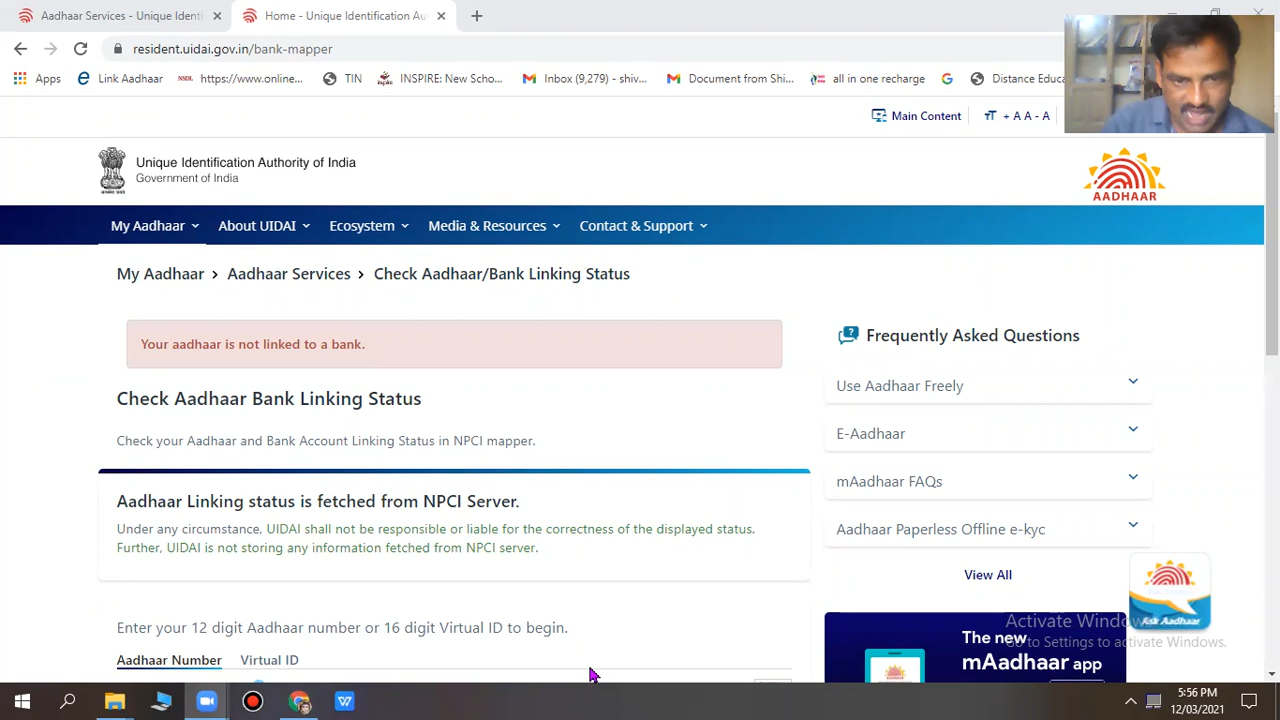 Aadhaar Services - Unique Identi
Home - Unique Identification Au
resident.uidai.gov.in/bank-mapper
Apps
Link Aadhaar
NSDL
https://www.online...
TIN
INSPIRE: New Scho...
Inbox (9,279) - shiv...
Document from Shi...
all in one recharge
Distance Educa
Main Content
+ A A - A
Unique Identification Authority of India
Government of India
AADHAAR
My Aadhaar
About UIDAI
Ecosystem
Media & Resources
Contact & Support
My Aadhaar > Aadhaar Services > Check Aadhaar/Bank Linking Status
Your aadhaar is not linked to a bank.
Check Aadhaar Bank Linking Status
Check your Aadhaar and Bank Account Linking Status in NPCI mapper.
Aadhaar Linking status is fetched from NPCI Server.
Under any circumstance, UIDAI shall not be responsible or liable for the correctness of the displayed status.
Further, UIDAI is not storing any information fetched from NPCI server.
Enter your 12 digit Aadhaar number or 16 digit Virtual ID to begin.
Aadhaar Number
Virtual ID
Frequently Asked Questions
Use Aadhaar Freely
E-Aadhaar
mAadhaar FAQs
Aadhaar Paperless Offline e-kyc
View All
Ask Aadhaar
The new
mAadhaar app
Activate Windows
Go to Settings to activate Windows.
5:56 PM
12/03/2021